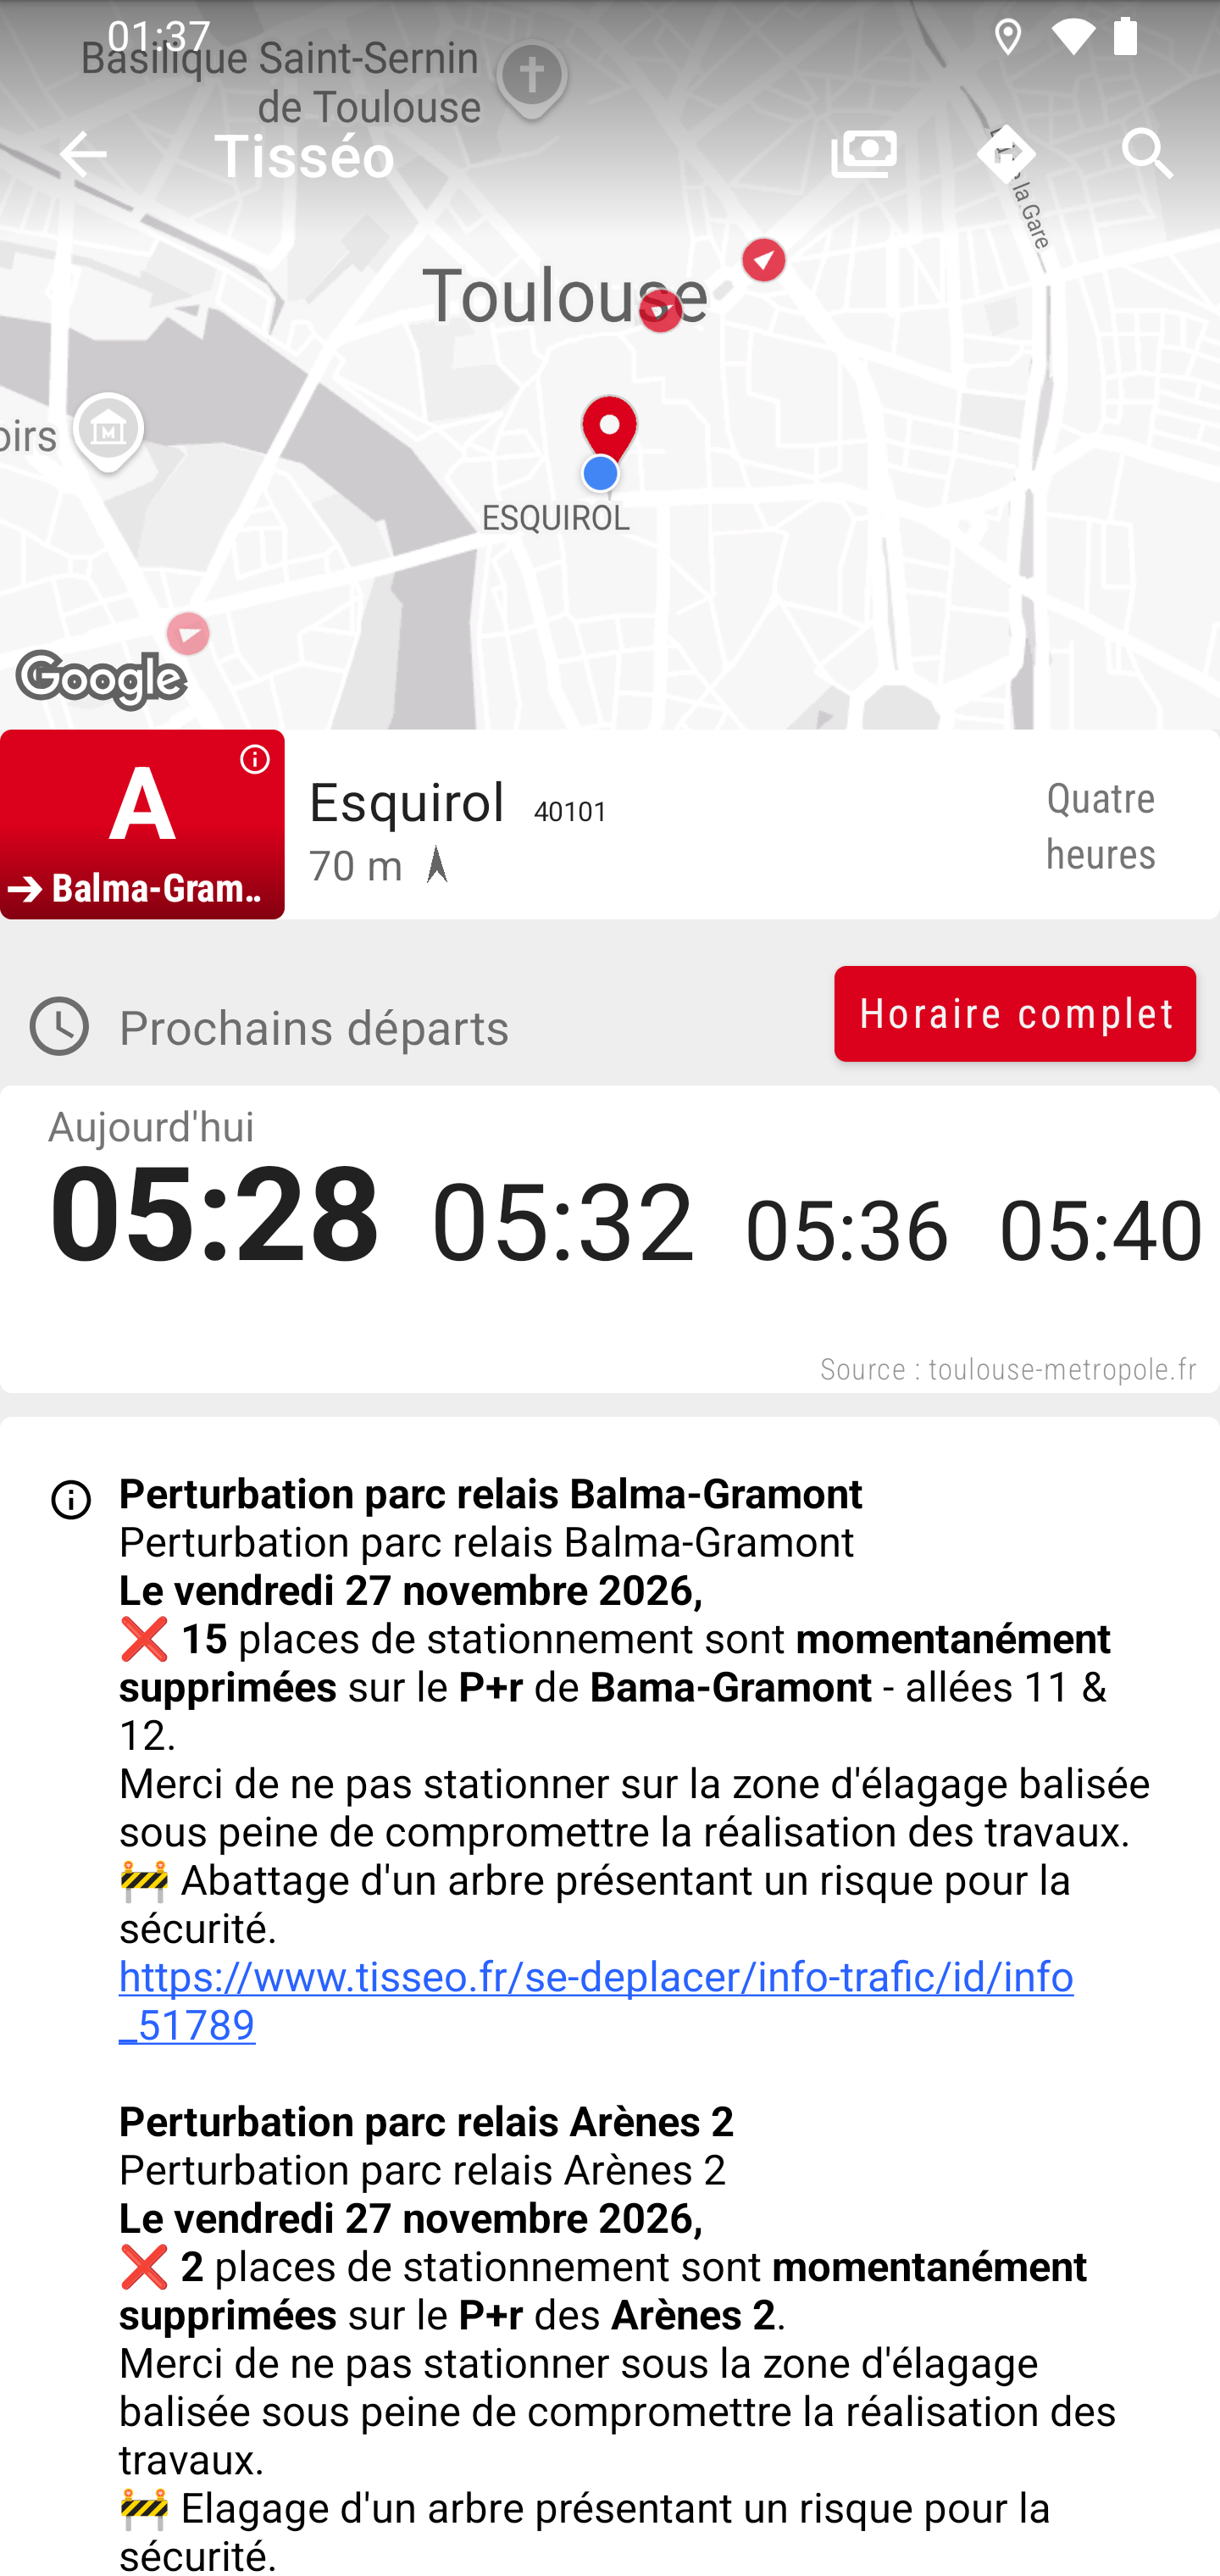 01:37
Basilique Saint-Sernin
de Toulouse
Tisséo
la Gare
Toulouse
oirs
ESQUIROL
Google
A
Balma-Gram..
Esquirol 40101
70 m
Quatre
heures
Prochains départs
Horaire complet
Aujourd'hui
05:28 05:32 05:36 05:40
Source : toulouse-metropole.fr
Perturbation parc relais Balma-Gramont
Perturbation parc relais Balma-Gramont
Le vendredi 27 novembre 2026,
❌ 15 places de stationnement sont momentanément
supprimées sur le P+r de Bama-Gramont - allées 11 &
12.
Merci de ne pas stationner sur la zone d'élagage balisée
sous peine de compromettre la réalisation des travaux.
🚧 Abattage d'un arbre présentant un risque pour la
sécurité.
https://www.tisseo.fr/se-deplacer/info-trafic/id/info
_51789
Perturbation parc relais Arènes 2
Perturbation parc relais Arènes 2
Le vendredi 27 novembre 2026,
❌ 2 places de stationnement sont momentanément
supprimées sur le P+r des Arènes 2.
Merci de ne pas stationner sous la zone d'élagage
balisée sous peine de compromettre la réalisation des
travaux.
🚧 Elagage d'un arbre présentant un risque pour la
sécurité.